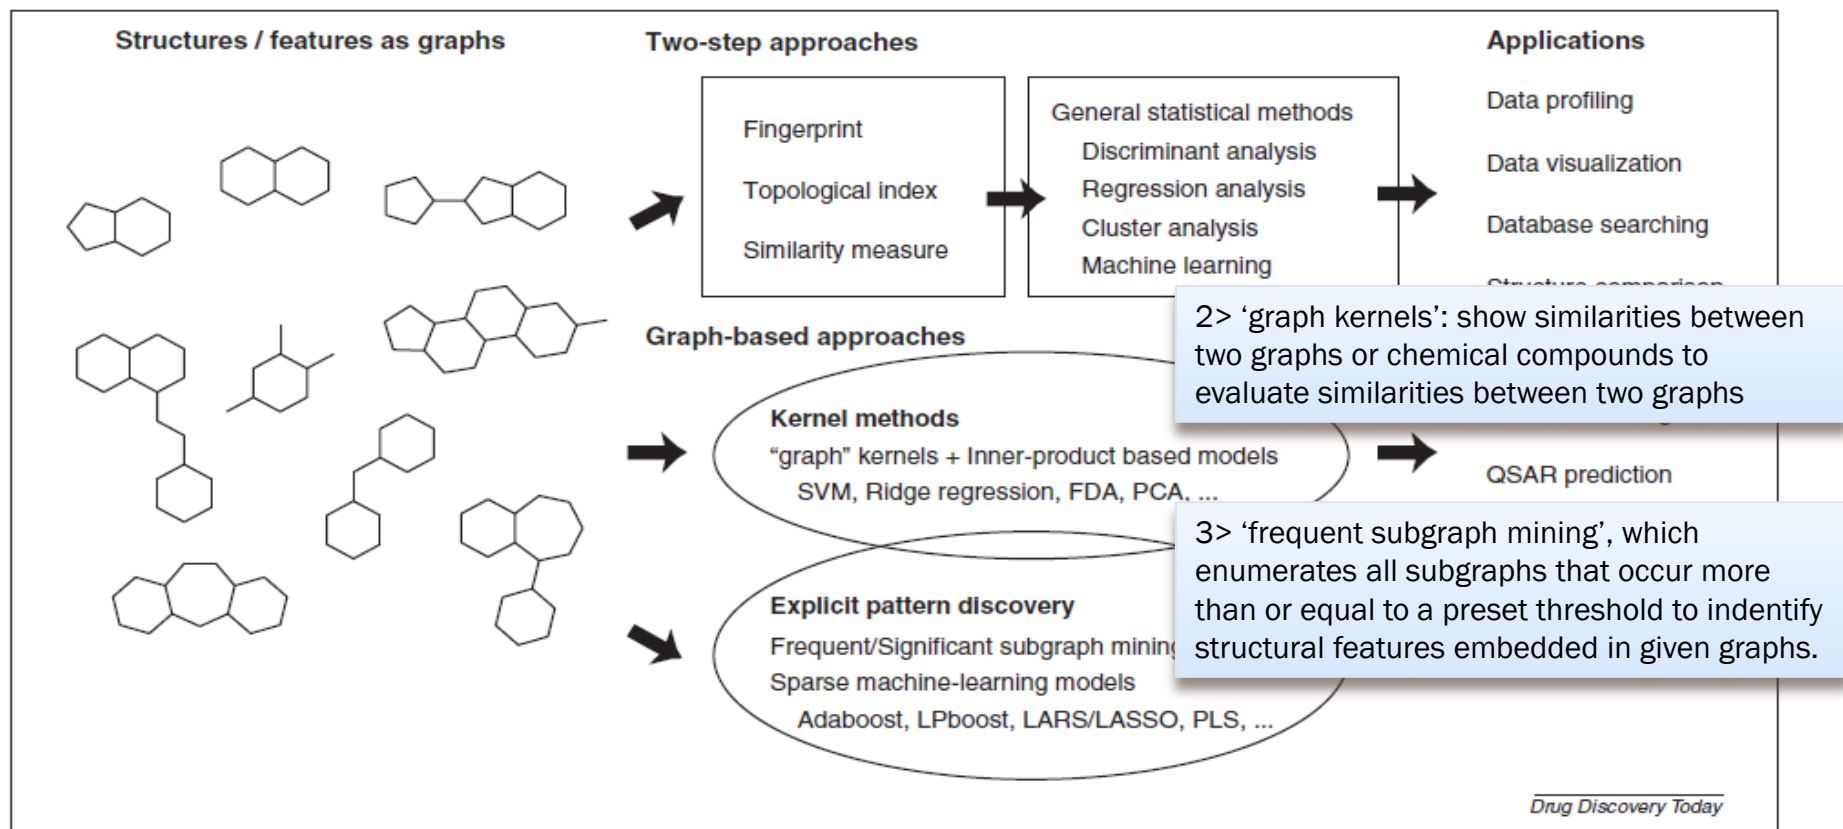 Structures / features as graphs
Two-step approaches
Fingerprint
Topological index
Similarity measure
General statistical methods
Discriminant analysis
Regression analysis
Cluster analysis
Machine learning
Graph-based approaches
Kernel methods
“graph” kernels + Inner-product based models
SVM, Ridge regression, FDA, PCA, ...
Explicit pattern discovery
Frequent/Significant subgraph mining
Sparse machine-learning models
Adaboost, LPboost, LARS/LASSO, PLS, ...
Applications
Data profiling
Data visualization
Database searching
Structure comparison
2> ‘graph kernels’: show similarities between
two graphs or chemical compounds to
evaluate similarities between two graphs
QSAR prediction
3> ‘frequent subgraph mining’, which
enumerates all subgraphs that occur more
than or equal to a preset threshold to indentify
structural features embedded in given graphs.
Drug Discovery Today